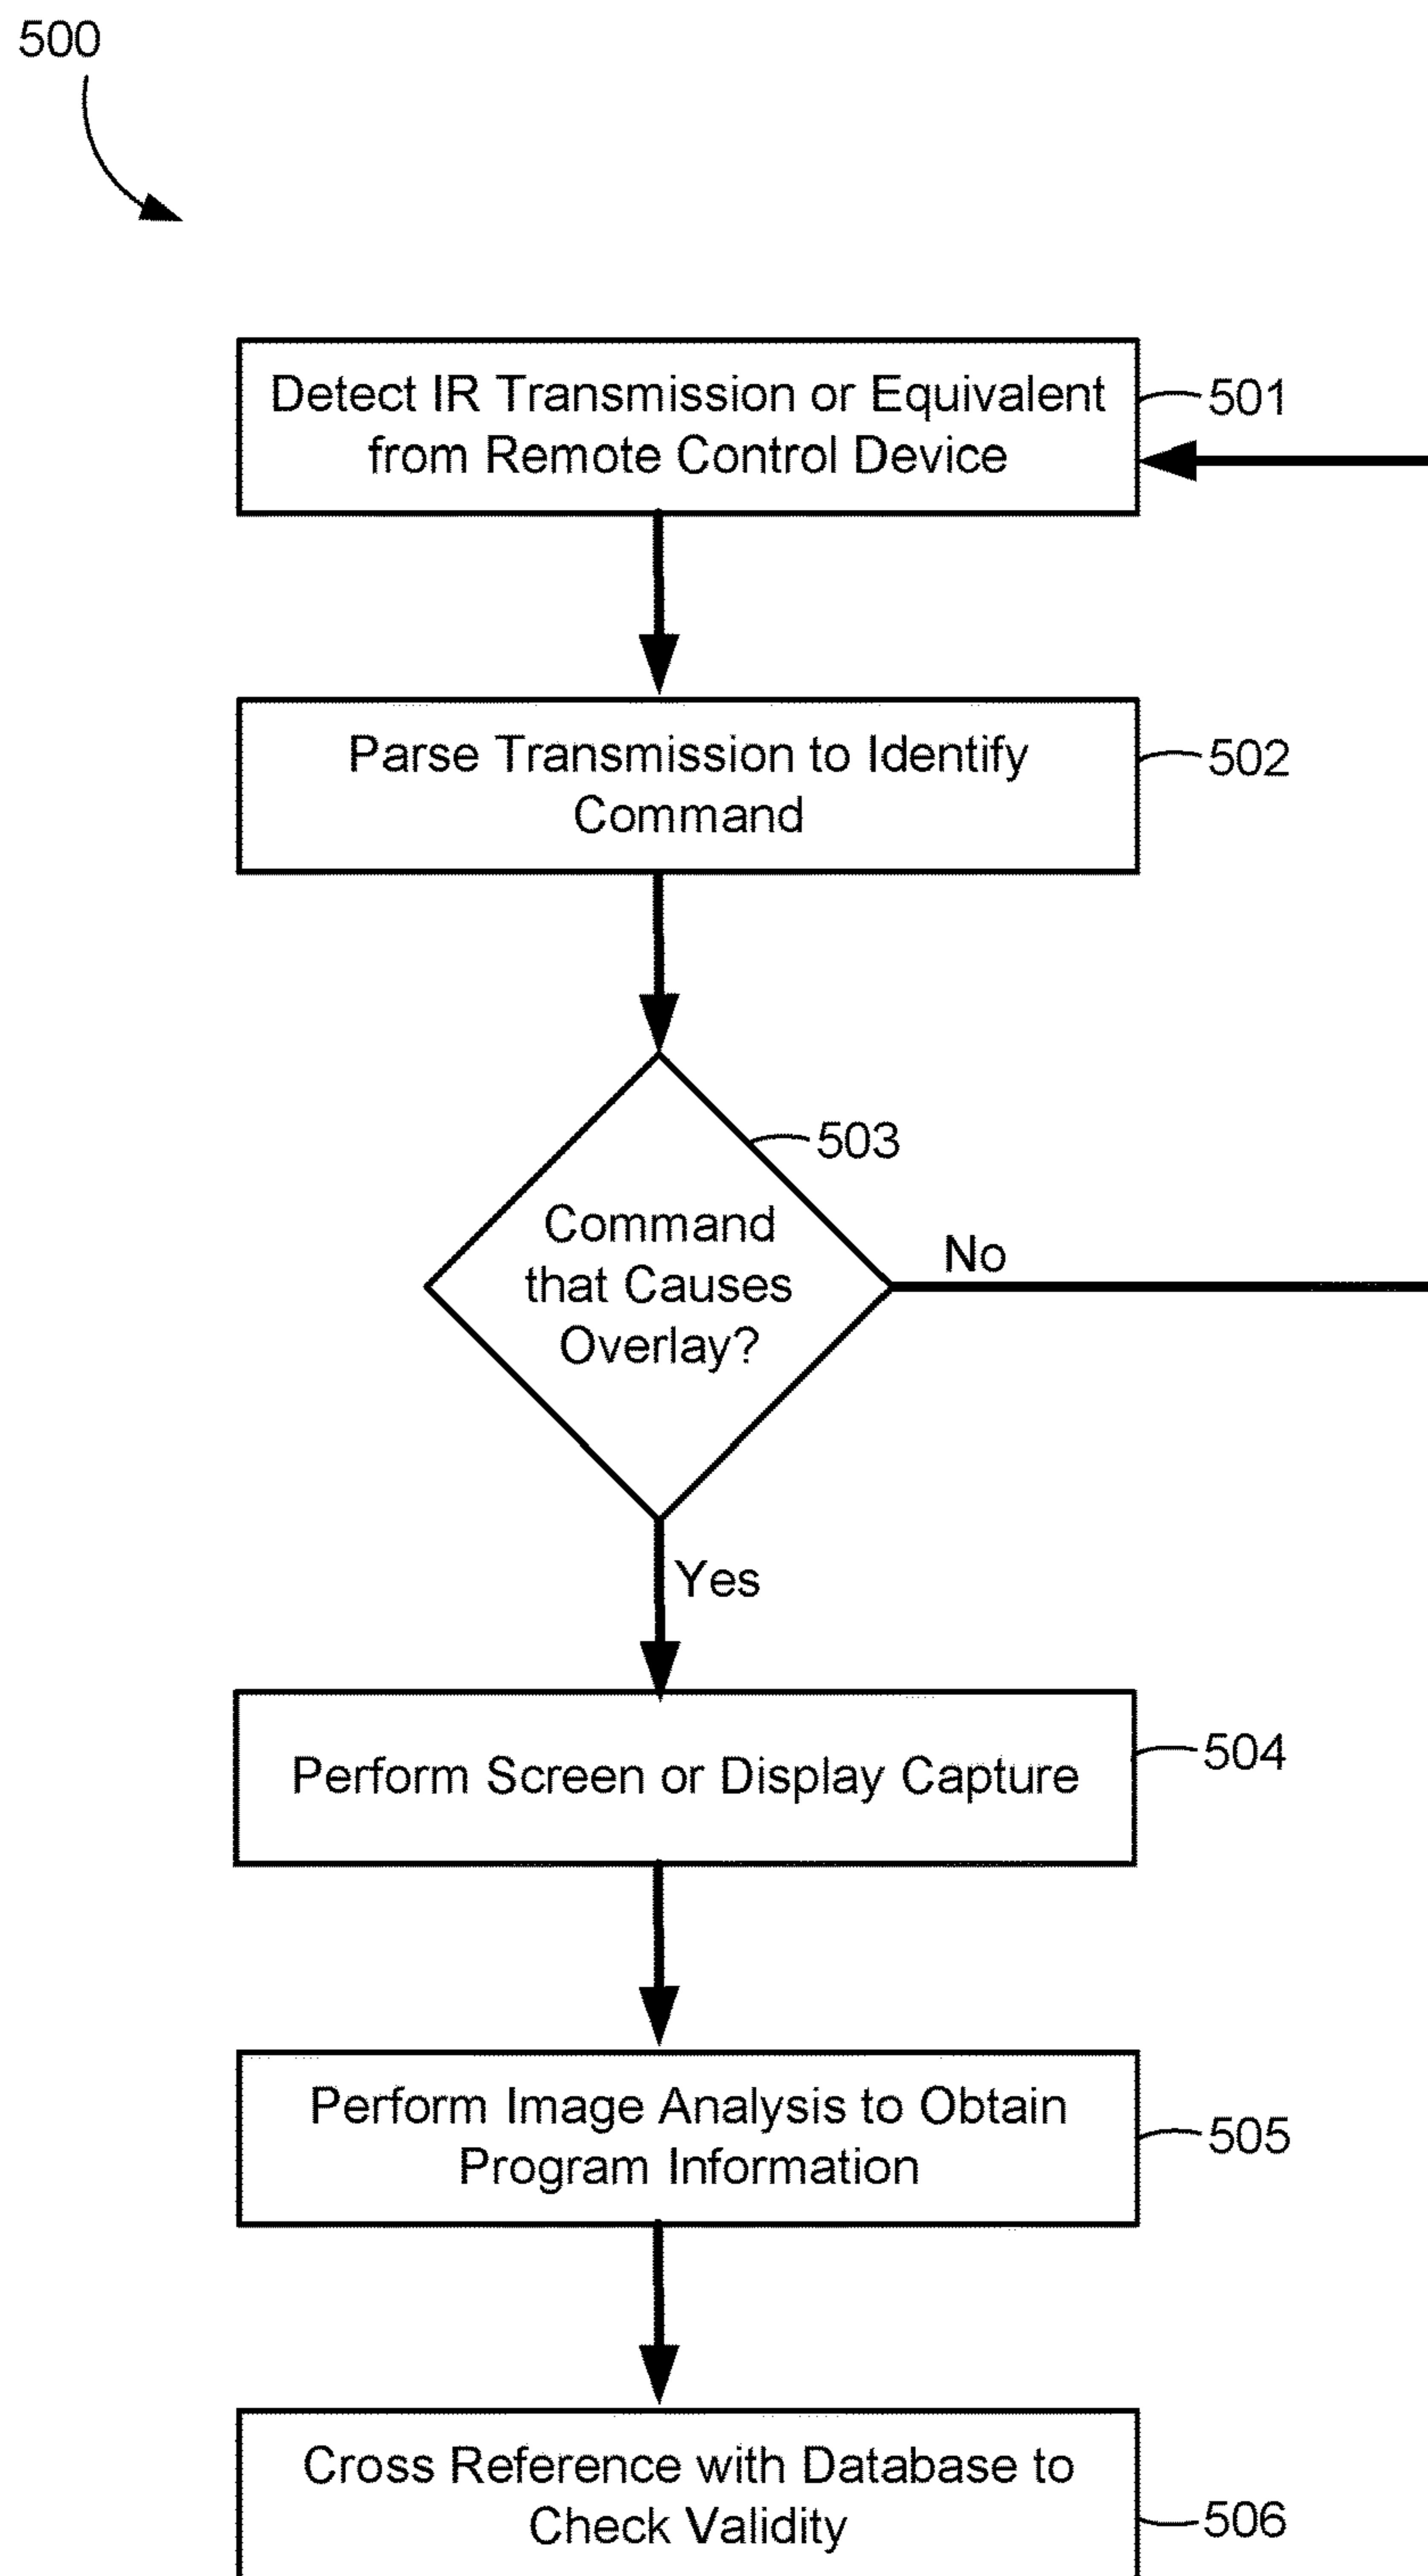 500
Detect IR Transmission or Equivalent
from Remote Control Device
501
Parse Transmission to Identify
Command
502
503
Command
that Causes
Overlay?
No
Yes
Perform Screen or Display Capture
504
Perform Image Analysis to Obtain
Program Information
505
Cross Reference with Database to
Check Validity
506